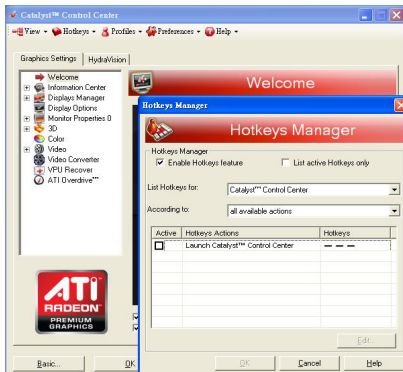 Catalyst™ Control Center
View Hotkeys Profiles Preferences Help
Graphics Settings HydraVision
Welcome
Information Center
Displays Manager
Display Options
Monitor Properties 0
3D
Color
Video
Video Converter
VPU Recover
ATI Overdrive™
Welcome
ATI
RADEON
PREMIUM
GRAPHICS
Basic... OK
Hotkeys Manager
Hotkeys Manager
Hotkeys Manager
Enable Hotkeys feature List active Hotkeys only
List Hotkeys for: Catalyst™ Control Center
According to: all available actions
Active Hotkeys Actions Hotkeys
Launch Catalyst™ Control Center — — —
Edit...
OK Cancel Help